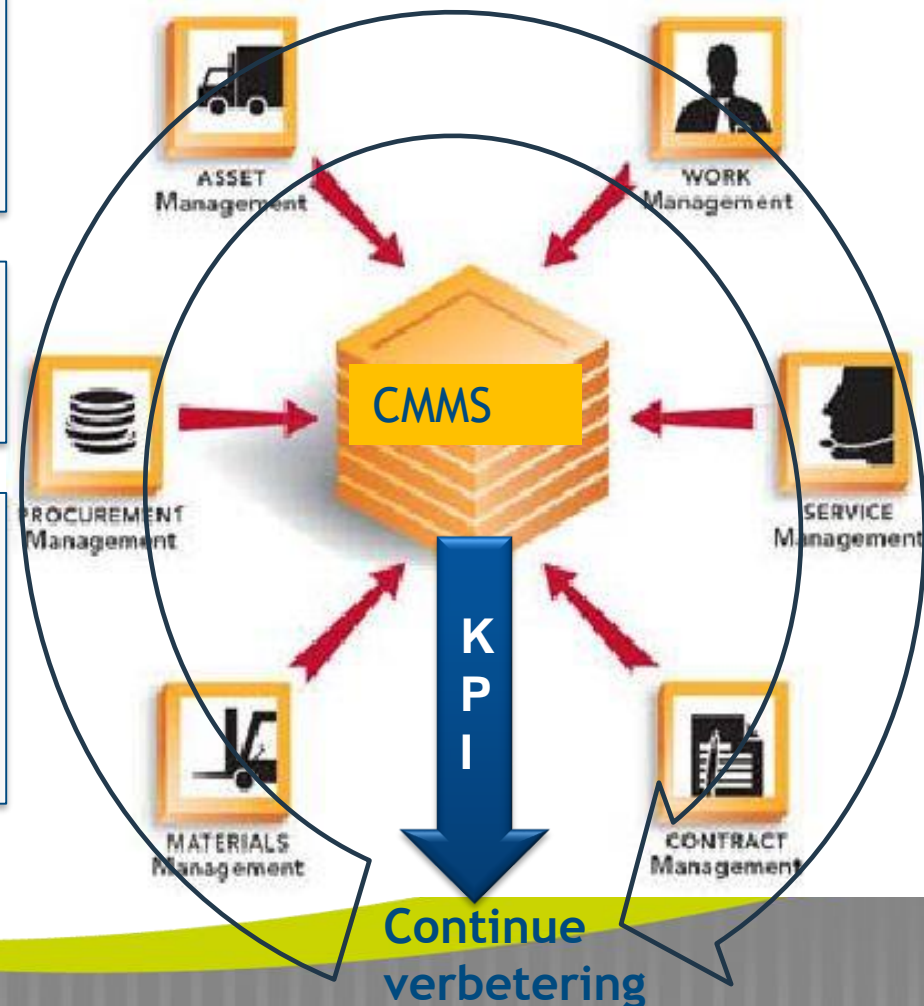 ASSET
Management
WORK
Management
CMMS
PROCUREMENT
Management
SERVICE
Management
K
P
I
MATERIALS
Management
CONTRACT
Management
Continue
verbetering